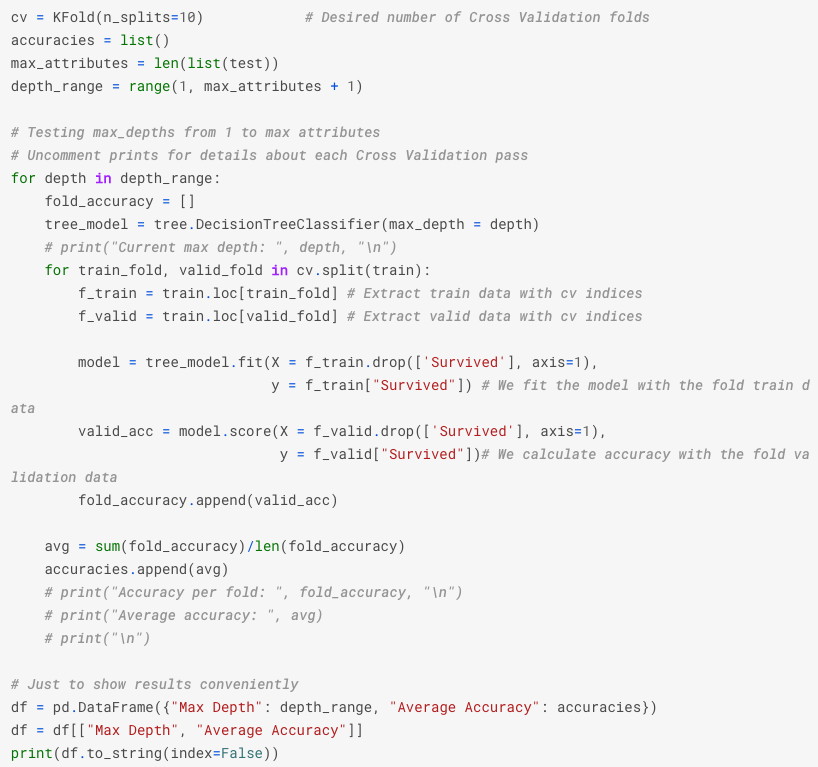 cv = KFold(n_splits=10)            # Desired number of Cross Validation folds
accuracies = list()
max_attributes = len(list(test))
depth_range = range(1, max_attributes + 1)

# Testing max_depths from 1 to max attributes
# Uncomment prints for details about each Cross Validation pass
for depth in depth_range:
    fold_accuracy = []
    tree_model = tree.DecisionTreeClassifier(max_depth = depth)
    # print("Current max depth: ", depth, "\n")
    for train_fold, valid_fold in cv.split(train):
        f_train = train.loc[train_fold] # Extract train data with cv indices
        f_valid = train.loc[valid_fold] # Extract valid data with cv indices

        model = tree_model.fit(X = f_train.drop(['Survived'], axis=1),
                               y = f_train["Survived"]) # We fit the model with the fold train d
ata
        valid_acc = model.score(X = f_valid.drop(['Survived'], axis=1),
                                y = f_valid["Survived"])# We calculate accuracy with the fold va
lidation data
        fold_accuracy.append(valid_acc)

    avg = sum(fold_accuracy)/len(fold_accuracy)
    accuracies.append(avg)
    # print("Accuracy per fold: ", fold_accuracy, "\n")
    # print("Average accuracy: ", avg)
    # print("\n")

# Just to show results conveniently
df = pd.DataFrame({"Max Depth": depth_range, "Average Accuracy": accuracies})
df = df[["Max Depth", "Average Accuracy"]]
print(df.to_string(index=False))